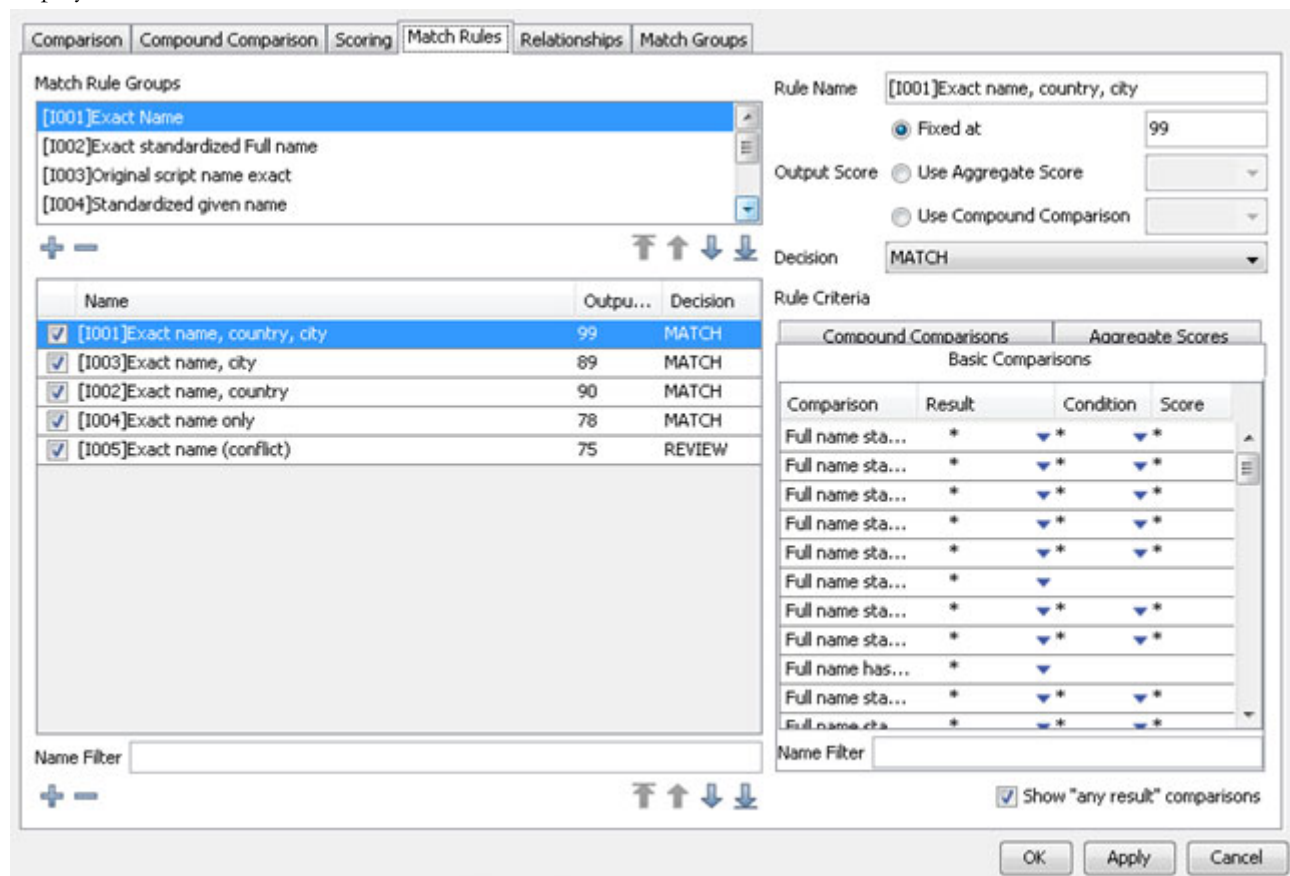 Comparison Compound Comparison Scoring Match Rules Relationships Match Groups
Match Rule Groups
[I001]Exact Name
[I002]Exact standardized Full name
[I003]Original script name exact
[I004]Standardized given name
Name Outpu... Decision
[I001]Exact name, country, city 99 MATCH
[I003]Exact name, city 89 MATCH
[I002]Exact name, country 90 MATCH
[I004]Exact name only 78 MATCH
[I005]Exact name (conflict) 75 REVIEW
Name Filter
Rule Name [I001]Exact name, country, city
Fixed at 99
Output Score Use Aggregate Score
Use Compound Comparison
Decision MATCH
Rule Criteria
Compound Comparisons Aggregate Scores
Basic Comparisons
Comparison Result Condition Score
Full name sta... * * *
Full name sta... * * *
Full name sta... * * *
Full name sta... * * *
Full name sta... * * *
Full name sta... *
Full name sta... * * *
Full name sta... * * *
Full name has... *
Full name sta... * * *
Full name sta... * * *
Name Filter
Show "any result" comparisons
OK Apply Cancel